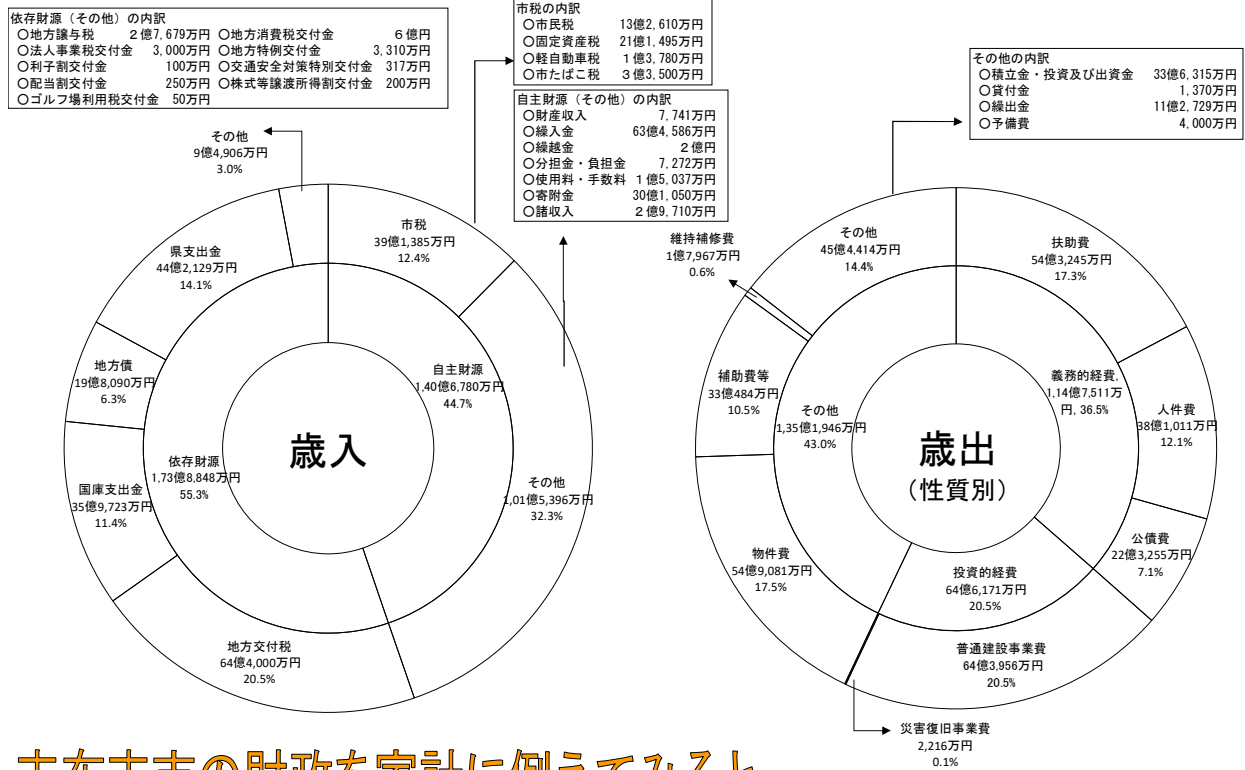 依存財源（その他）の内訳
○地方譲与税 2億7,679万円 ○地方消費税交付金 6億円
○法人事業税交付金 3,000万円 ○地方特例交付金 3,310万円
○利子割交付金 100万円 ○交通安全対策特別交付金 317万円
○配当割交付金 250万円 ○株式等譲渡所得割交付金 200万円
○ゴルフ場利用税交付金 50万円
市税の内訳
○市民税 13億2,610万円
○固定資産税 21億1,495万円
○軽自動車税 1億3,780万円
○市たばこ税 3億3,500万円
自主財源（その他）の内訳
○財産収入 7,741万円
○繰入金 63億4,586万円
○繰越金 2億円
○分担金・負担金 7,272万円
○使用料・手数料 1億5,037万円
○寄附金 30億1,050万円
○諸収入 2億9,710万円
その他の内訳
○積立金・投資及び出資金 33億6,315万円
○貸付金 1,370万円
○繰出金 11億2,729万円
○予備費 4,000万円
その他
9億4,906万円
3.0%
市税
39億1,385万円
12.4%
県支出金
44億2,129万円
14.1%
地方債
19億8,090万円
6.3%
自主財源
1,40億6,780万円
44.7%
歳入
依存財源
1,73億8,848万円
55.3%
国庫支出金
35億9,723万円
11.4%
その他
1,01億5,396万円
32.3%
地方交付税
64億4,000万円
20.5%
維持補修費
1億7,967万円
0.6%
その他
45億4,414万円
14.4%
扶助費
54億3,245万円
17.3%
補助費等
33億484万円
10.5%
その他
1,35億1,946万円
43.0%
義務的経費,
1,14億7,511万
円, 36.5%
人件費
38億1,011万円
12.1%
歳出
（性質別）
物件費
54億9,081万円
17.5%
投資的経費
64億6,171万円
20.5%
公債費
22億3,255万円
7.1%
普通建設事業費
64億3,956万円
20.5%
災害復旧事業費
2,216万円
0.1%